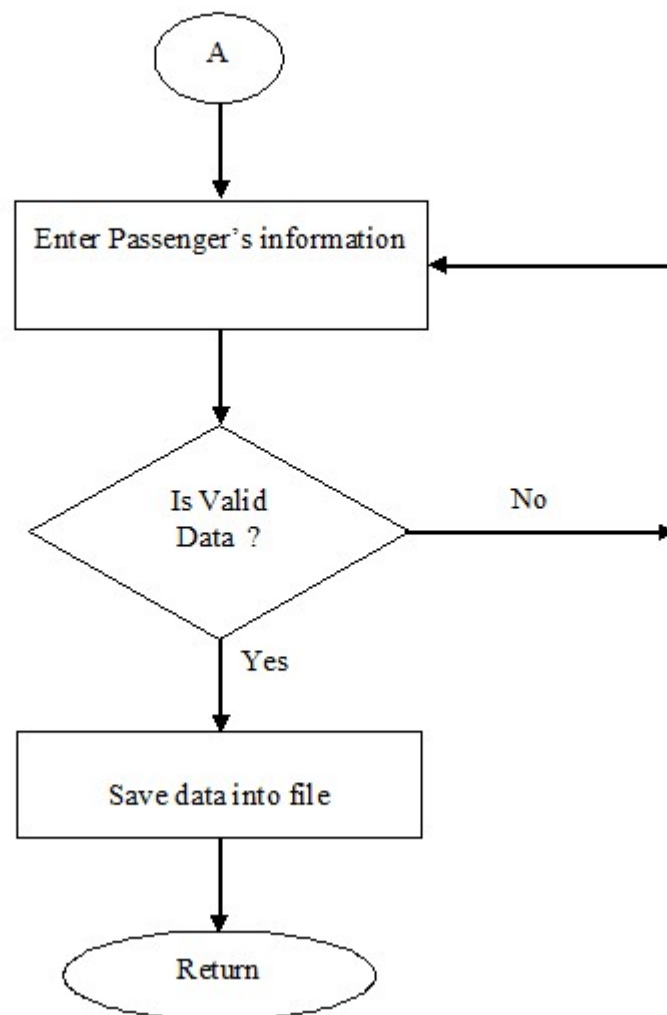 A
Enter Passenger’s information
Is Valid
Data ?
No
Yes
Save data into file
Return